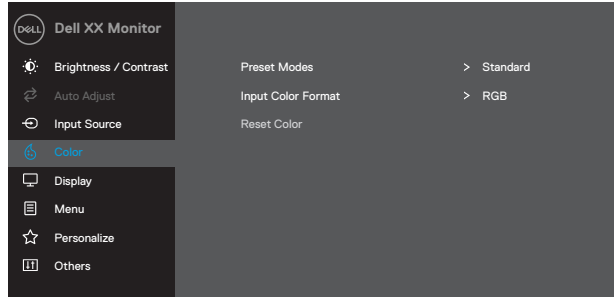 DELL Dell XX Monitor
Brightness / Contrast
Auto Adjust
Input Source
Color
Display
Menu
Personalize
Others
Preset Modes > Standard
Input Color Format > RGB
Reset Color